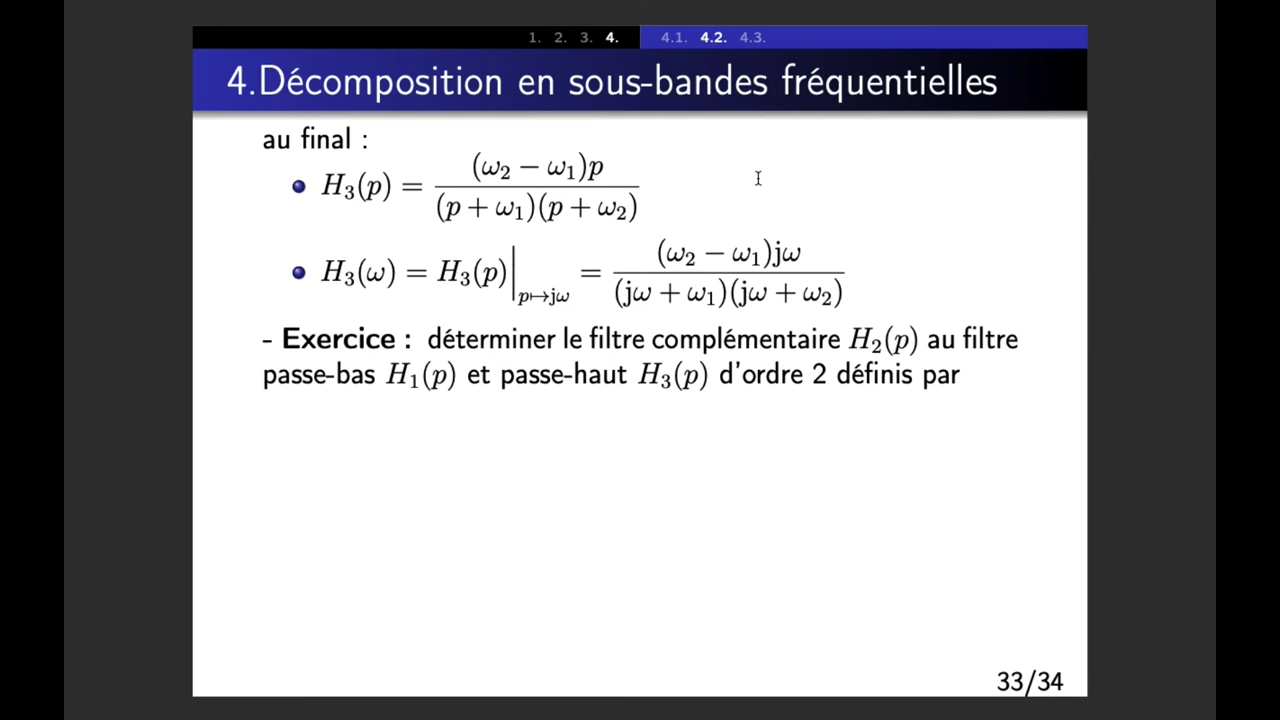 1. 2. 3. 4. 4.1. 4.2. 4.3.
4.Décomposition en sous-bandes fréquentielles
au final :
H₃(p) = (ω₂ − ω₁)p / (p + ω₁)(p + ω₂)
H₃(ω) = H₃(p)|p↦jω = (ω₂ − ω₁)jω / (jω + ω₁)(jω + ω₂)
- Exercice : déterminer le filtre complémentaire H₂(p) au filtre
passe-bas H₁(p) et passe-haut H₃(p) d'ordre 2 définis par
33/34